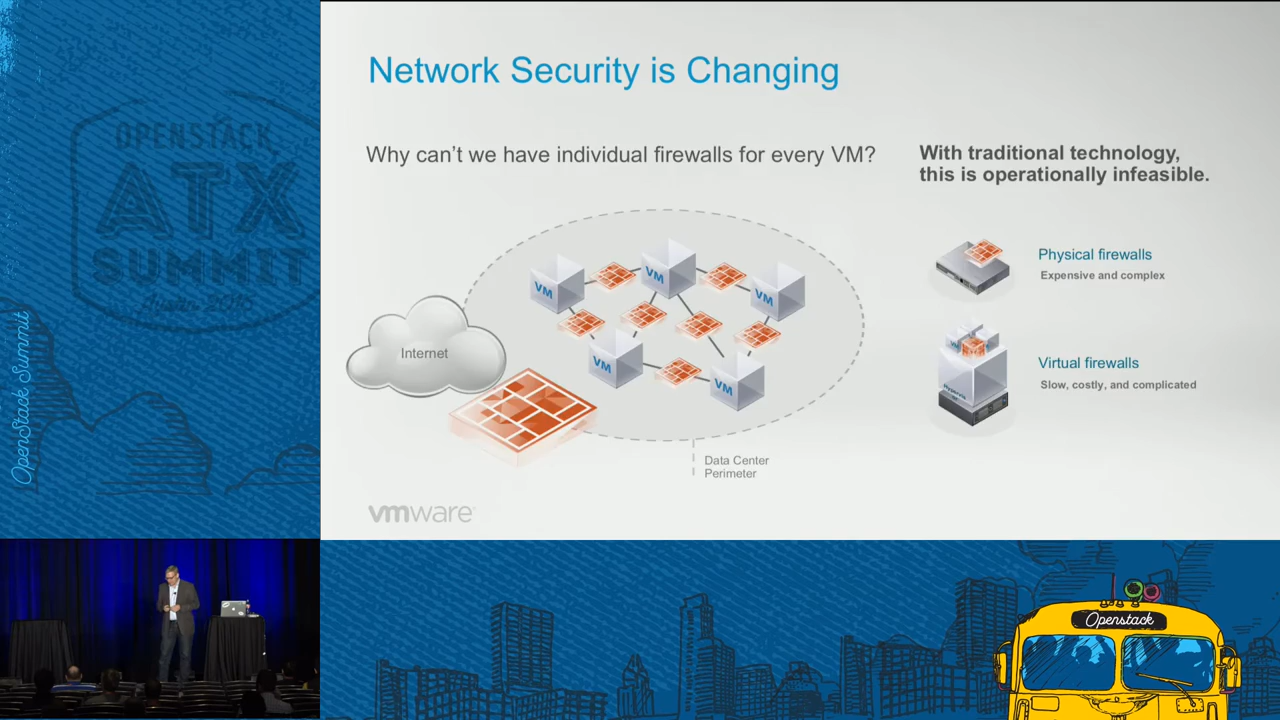 OPENSTACK
ATX
SUMMIT
OpenStack Summit
Network Security is Changing
Why can't we have individual firewalls for every VM?
With traditional technology,
this is operationally infeasible.
VM
VM
VM
VM
VM
Internet
Data Center
Perimeter
Physical firewalls
Expensive and complex
Virtual firewalls
Slow, costly, and complicated
vmware
Openstack